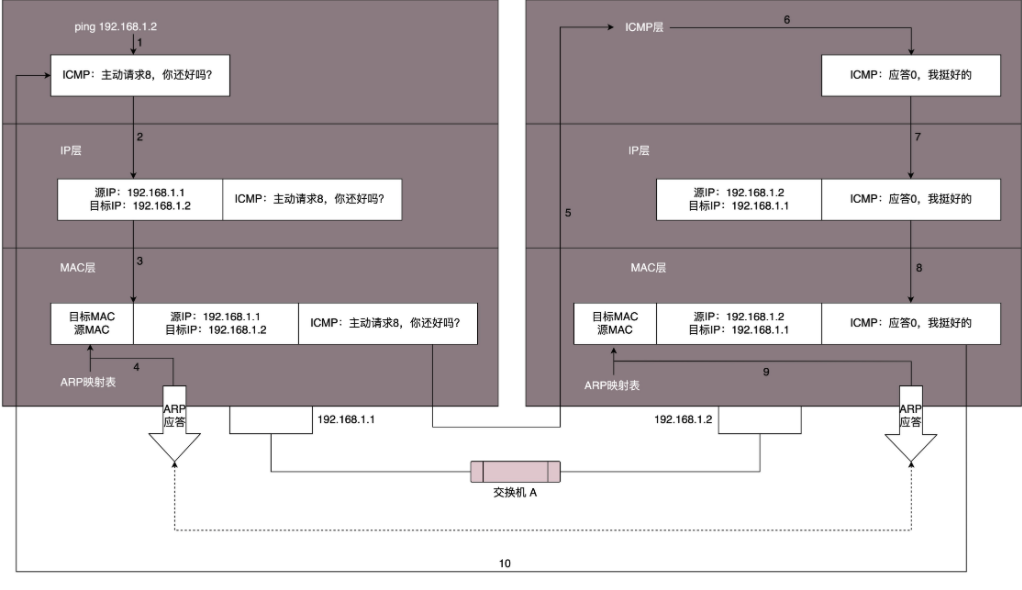 ping 192.168.1.2
1
ICMP：主动请求8，你还好吗？
2
IP层
源IP：192.168.1.1
目标IP：192.168.1.2
ICMP：主动请求8，你还好吗？
3
MAC层
目标MAC
源MAC
源IP：192.168.1.1
目标IP：192.168.1.2
ICMP：主动请求8，你还好吗？
4
ARP映射表
ARP
应答
192.168.1.1
5
ICMP层
6
ICMP：应答0，我挺好的
7
IP层
源IP：192.168.1.2
目标IP：192.168.1.1
ICMP：应答0，我挺好的
8
MAC层
目标MAC
源MAC
源IP：192.168.1.2
目标IP：192.168.1.1
ICMP：应答0，我挺好的
9
ARP映射表
ARP
应答
192.168.1.2
交换机 A
10